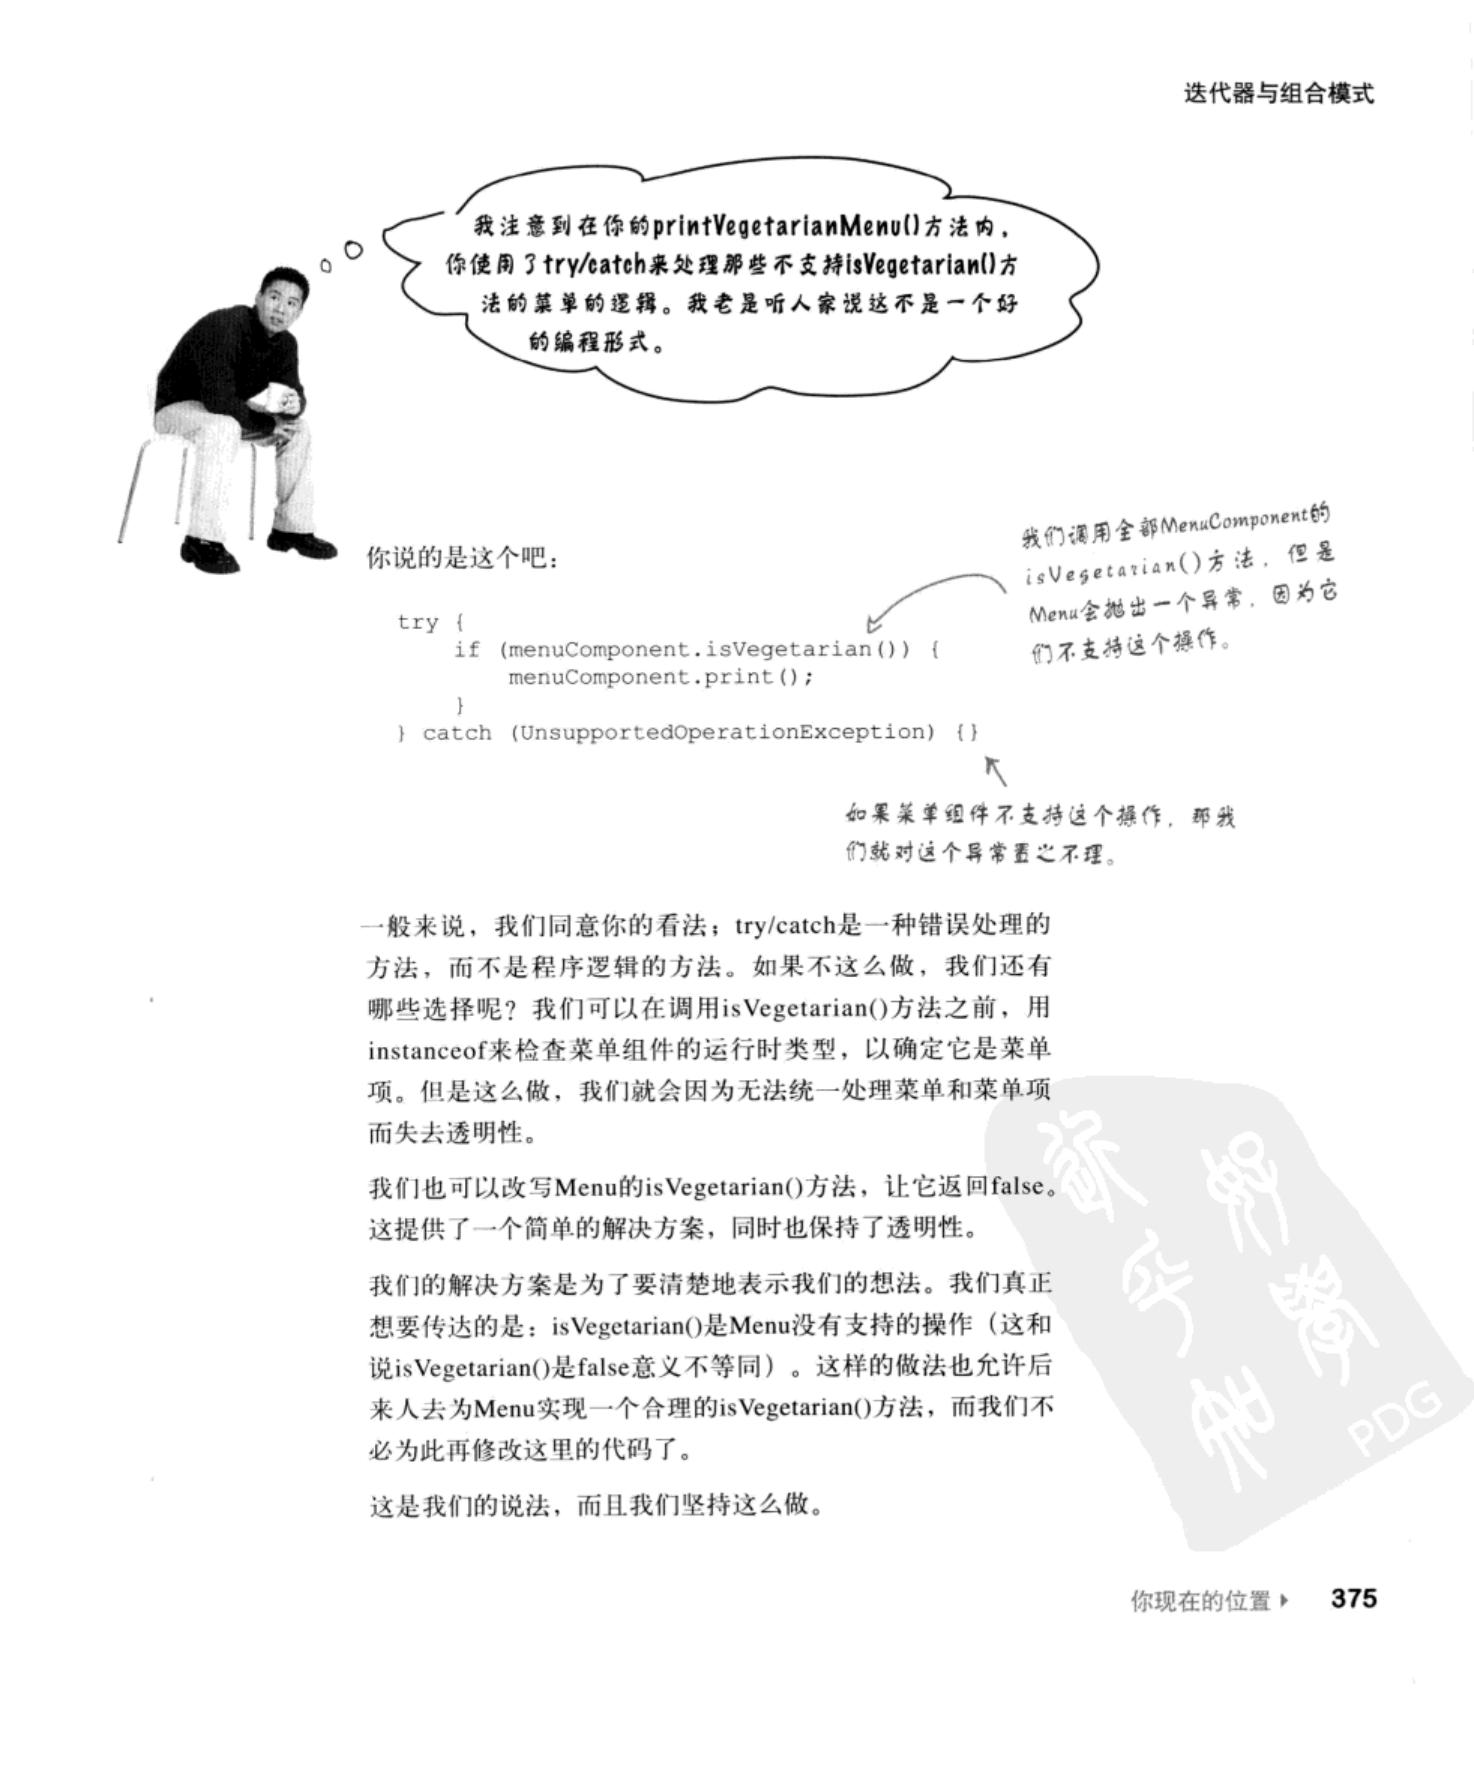 迭代器与组合模式
我注意到在你的printVegetarianMenu()方法内，
你使用了try/catch来处理那些不支持isVegetarian()方
法的菜单的逻辑。我老是听人家说这不是一个好
的编程形式。
你说的是这个吧：
我们调用全部MenuComponent的
isVegetarian()方法，但是
Menu会抛出一个异常，因为它
们不支持这个操作。
try {
if (menuComponent.isVegetarian()) {
menuComponent.print();
}
} catch (UnsupportedOperationException) {}
如果菜单组件不支持这个操作，那我
们就对这个异常置之不理。
一般来说，我们同意你的看法；try/catch是一种错误处理的
方法，而不是程序逻辑的方法。如果不这么做，我们还有
哪些选择呢？我们可以在调用isVegetarian()方法之前，用
instanceof来检查菜单组件的运行时类型，以确定它是菜单
项。但是这么做，我们就会因为无法统一处理菜单和菜单项
而失去透明性。
我们也可以改写Menu的isVegetarian()方法，让它返回false。
这提供了一个简单的解决方案，同时也保持了透明性。
我们的解决方案是为了要清楚地表示我们的想法。我们真正
想要传达的是：isVegetarian()是Menu没有支持的操作（这和
说isVegetarian()是false意义不等同）。这样的做法也允许后
来人去为Menu实现一个合理的isVegetarian()方法，而我们不
必为此再修改这里的代码了。
这是我们的说法，而且我们坚持这么做。
PDG
你现在的位置 ▸ 375